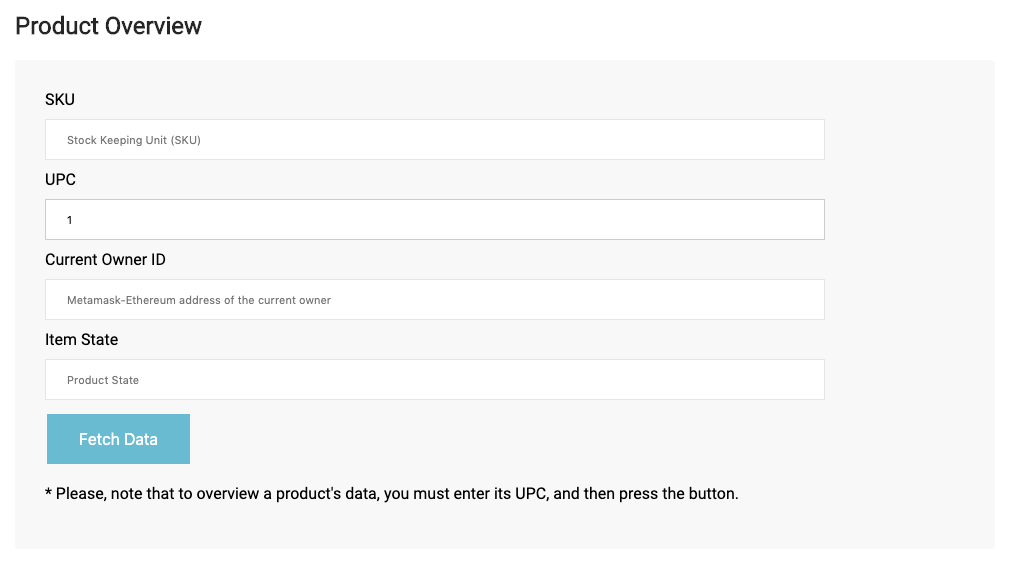 Product Overview
SKU
Stock Keeping Unit (SKU)
UPC
1
Current Owner ID
Metamask-Ethereum address of the current owner
Item State
Product State
Fetch Data
* Please, note that to overview a product's data, you must enter its UPC, and then press the button.